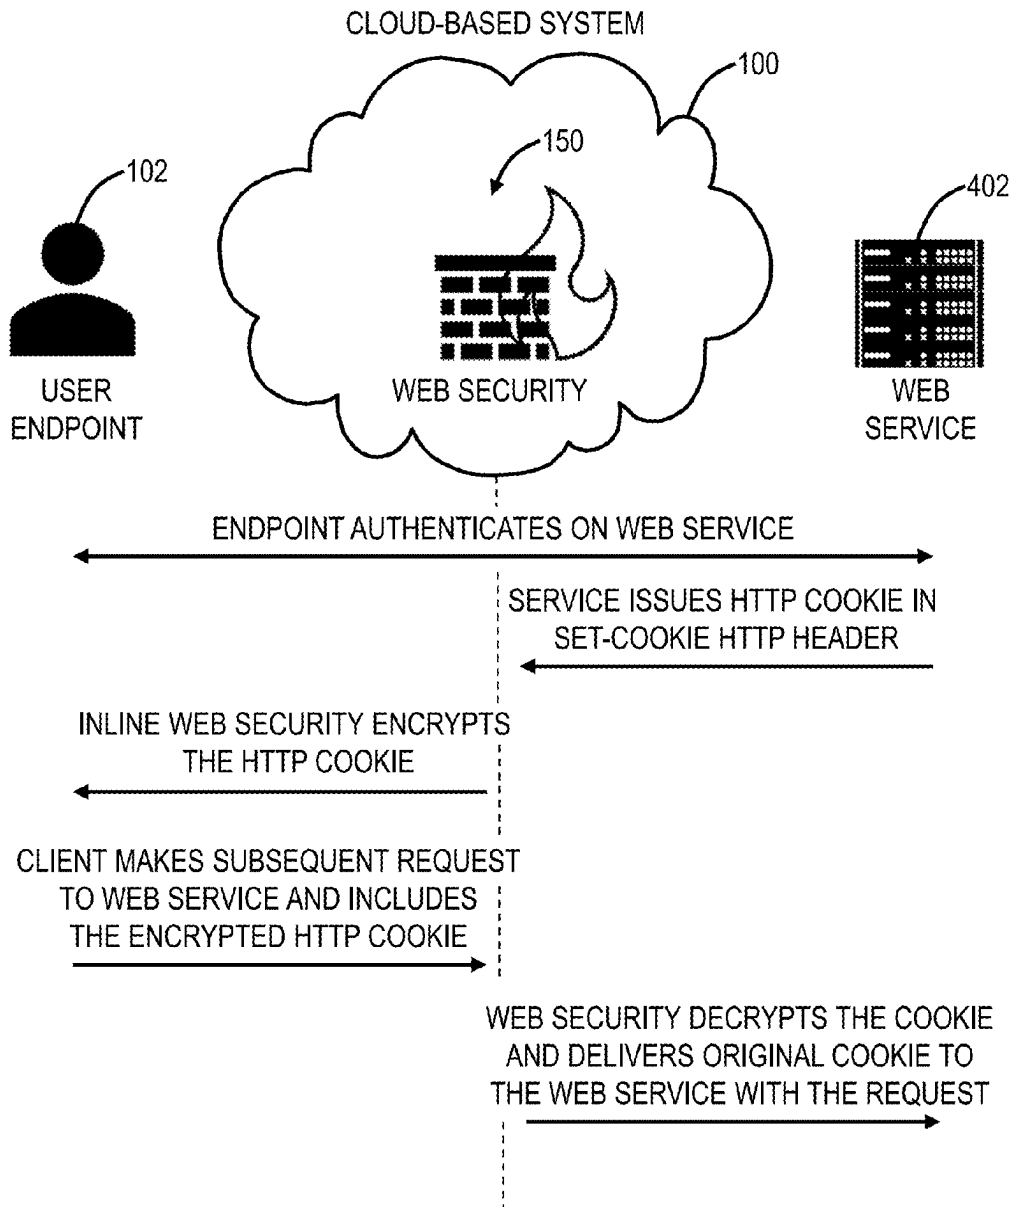 CLOUD-BASED SYSTEM
100
150
102
402
WEB SECURITY
USER
ENDPOINT
WEB
SERVICE
ENDPOINT AUTHENTICATES ON WEB SERVICE
SERVICE ISSUES HTTP COOKIE IN
SET-COOKIE HTTP HEADER
INLINE WEB SECURITY ENCRYPTS
THE HTTP COOKIE
CLIENT MAKES SUBSEQUENT REQUEST
TO WEB SERVICE AND INCLUDES
THE ENCRYPTED HTTP COOKIE
WEB SECURITY DECRYPTS THE COOKIE
AND DELIVERS ORIGINAL COOKIE TO
THE WEB SERVICE WITH THE REQUEST